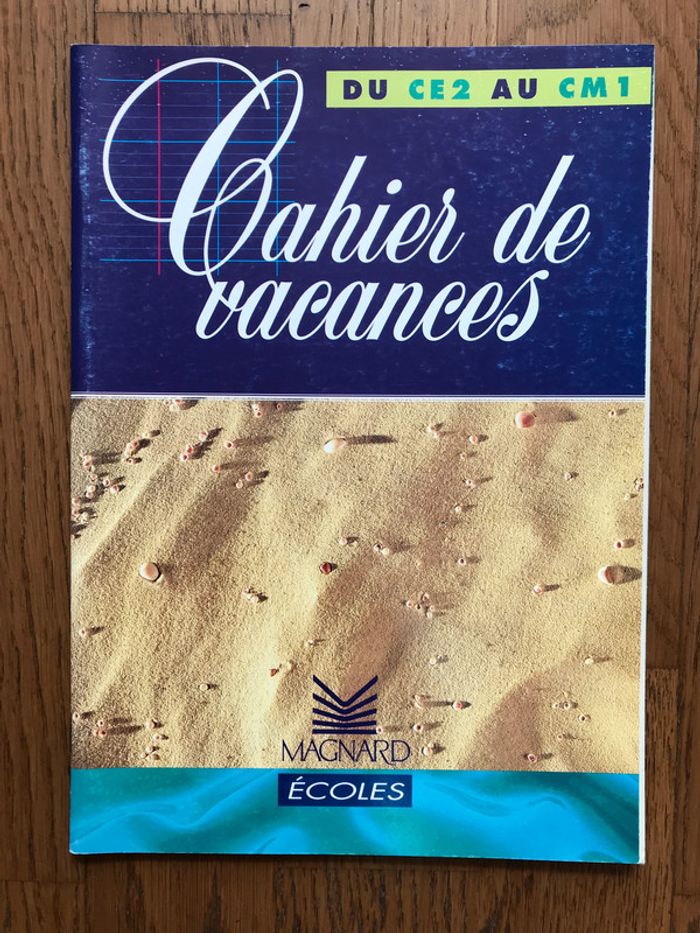 DU CE2 AU CM1
Cahier de
vacances
MAGNARD
ÉCOLES